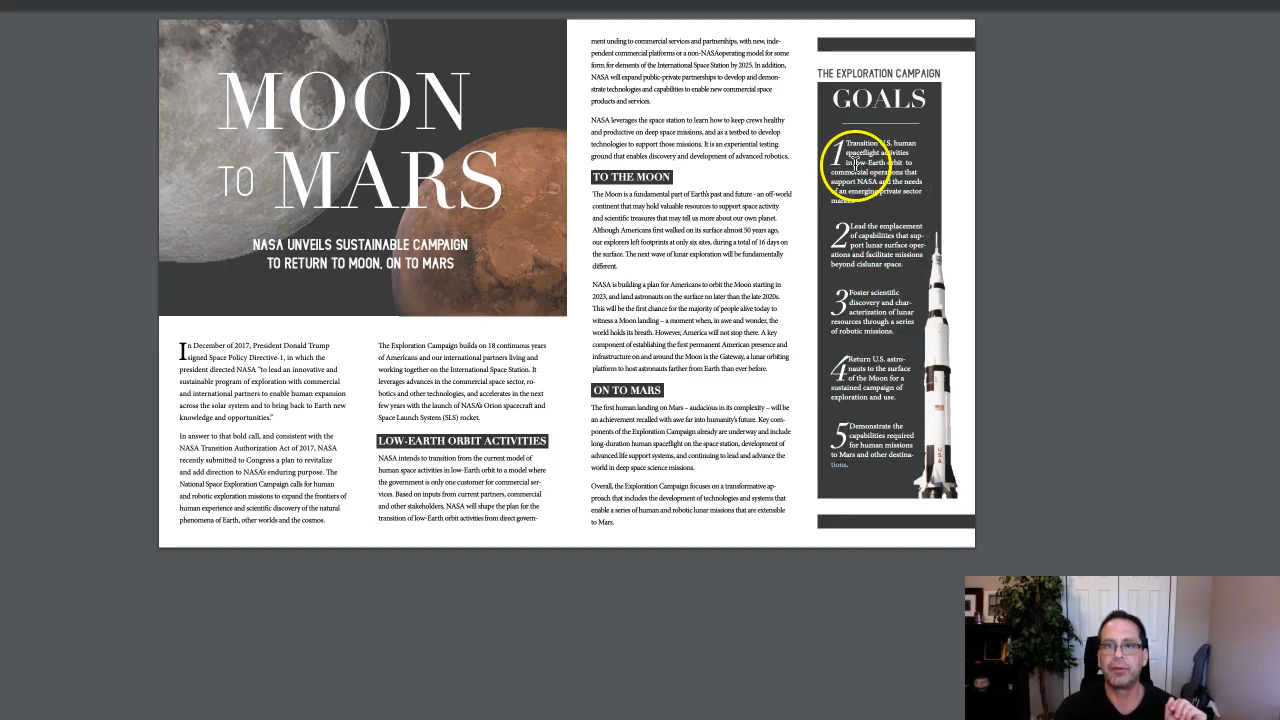 MOON
TO MARS
NASA UNVEILS SUSTAINABLE CAMPAIGN
TO RETURN TO MOON, ON TO MARS
In December of 2017, President Donald Trump
signed Space Policy Directive-1, in which the
president directed NASA “to lead an innovative and
sustainable program of exploration with commercial
and international partners to enable human expansion
across the solar system and to bring back to Earth new
knowledge and opportunities.”
In answer to that bold call, and consistent with the
NASA Transition Authorization Act of 2017, NASA
recently submitted to Congress a plan to revitalize
and add direction to NASA’s enduring purpose. The
National Space Exploration Campaign calls for human
and robotic exploration missions to expand the frontiers of
human experience and scientific discovery of the natural
phenomena of Earth, other worlds and the cosmos.
The Exploration Campaign builds on 18 continuous years
of Americans and our international partners living and
working together on the International Space Station. It
leverages advances in the commercial space sector, ro-
botics and other technologies, and accelerates in the next
few years with the launch of NASA’s Orion spacecraft and
Space Launch System (SLS) rocket.
LOW-EARTH ORBIT ACTIVITIES
NASA intends to transition from the current model of
human space activities in low-Earth orbit to a model where
the government is only one customer for commercial ser-
vices. Based on inputs from current partners, commercial
and other stakeholders, NASA will shape the plan for the
transition of low-Earth orbit activities from direct govern-
ment unding to commercial services and partnerships, with new, inde-
pendent commercial platforms or a non-NASAoperating model for some
form for elements of the International Space Station by 2025. In addition,
NASA will expand public-private partnerships to develop and demon-
strate technologies and capabilities to enable new commercial space
products and services.
NASA leverages the space station to learn how to keep crews healthy
and productive on deep space missions, and as a testbed to develop
technologies to support those missions. It is an experiential testing
ground that enables discovery and development of advanced robotics,
TO THE MOON
The Moon is a fundamental part of Earth’s past and future - an off-world
continent that may hold valuable resources to support space activity
and scientific treasures that may tell us more about our own planet.
Although Americans first walked on its surface almost 50 years ago,
our explorers left footprints at only six sites, during a total of 16 days on
the surface. The next wave of lunar exploration will be fundamentally
different.
NASA is building a plan for Americans to orbit the Moon starting in
2023, and land astronauts on the surface no later than the late 2020s.
This will be the first chance for the majority of people alive today to
witness a Moon landing – a moment when, in awe and wonder, the
world holds its breath. However, America will not stop there. A key
component of establishing the first permanent American presence and
infrastructure on and around the Moon is the Gateway, a lunar orbiting
platform to host astronauts farther from Earth than ever before.
ON TO MARS
The first human landing on Mars – audacious in its complexity – will be
an achievement recalled with awe far into humanity’s future. Key com-
ponents of the Exploration Campaign already are underway and include
long-duration human spaceflight on the space station, development of
advanced life support systems, and continuing to lead and advance the
world in deep space science missions.
Overall, the Exploration Campaign focuses on a transformative ap-
proach that includes the development of technologies and systems that
enable a series of human and robotic lunar missions that are extensible
to Mars.
THE EXPLORATION CAMPAIGN
GOALS
1 Transition U.S. human
spaceflight activities
in low-Earth orbit to
commercial operations that
support NASA and the needs
of an emerging private sector
market.
2 Lead the emplacement
of capabilities that sup-
port lunar surface oper-
ations and facilitate missions
beyond cislunar space.
3 Foster scientific
discovery and char-
acterization of lunar
resources through a series
of robotic missions.
4 Return U.S. astro-
nauts to the surface
of the Moon for a
sustained campaign of
exploration and use.
5 Demonstrate the
capabilities required
for human missions
to Mars and other destina-
tions.
USA